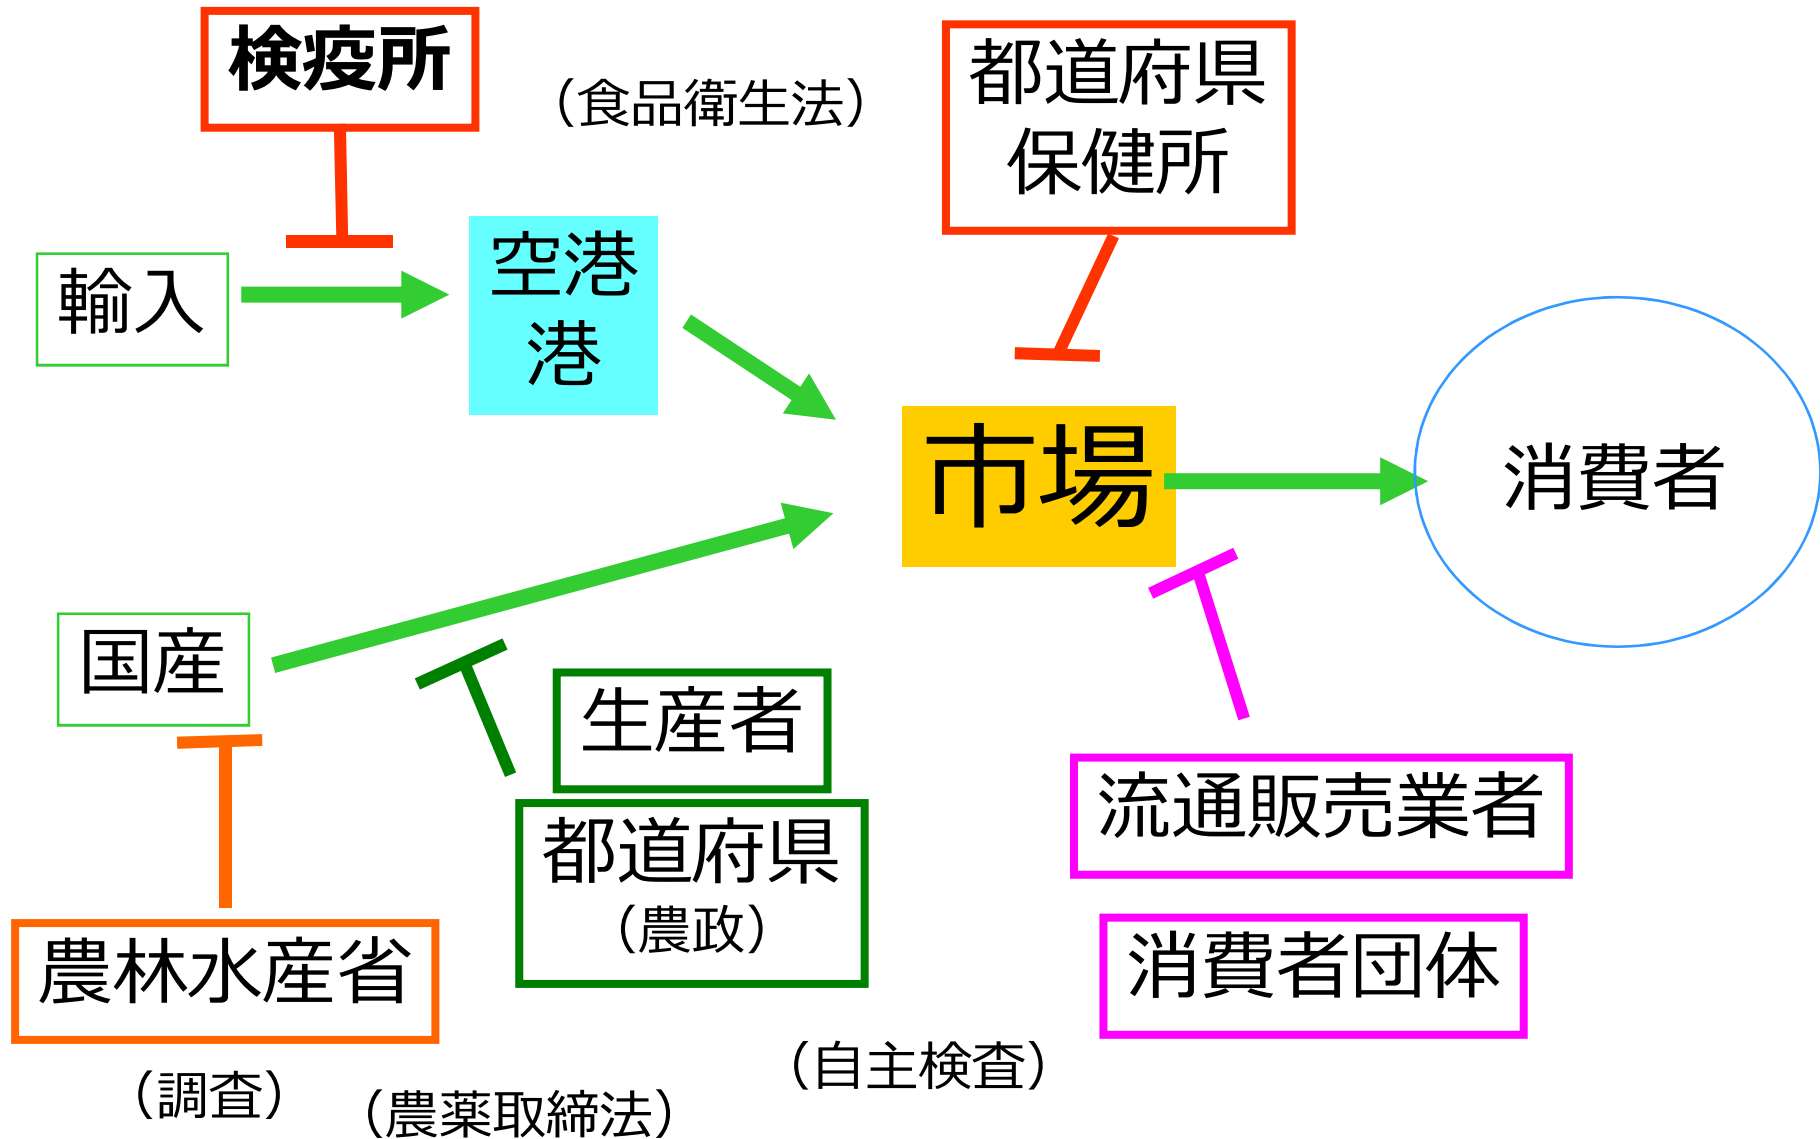 検疫所
（食品衛生法）
都道府県
保健所
輸入
空港
港
市場
消費者
国産
生産者
都道府県
（農政）
流通販売業者
農林水産省
消費者団体
（調査）
（農薬取締法）
（自主検査）